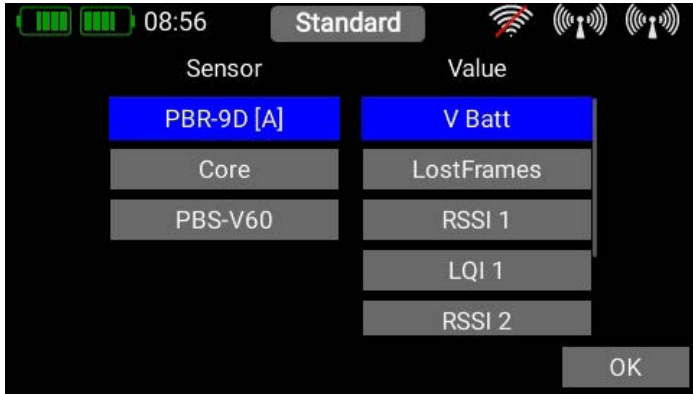 08:56 Standard
Sensor Value
PBR-9D [A] V Batt
Core LostFrames
PBS-V60 RSSI 1
LQI 1
RSSI 2
OK